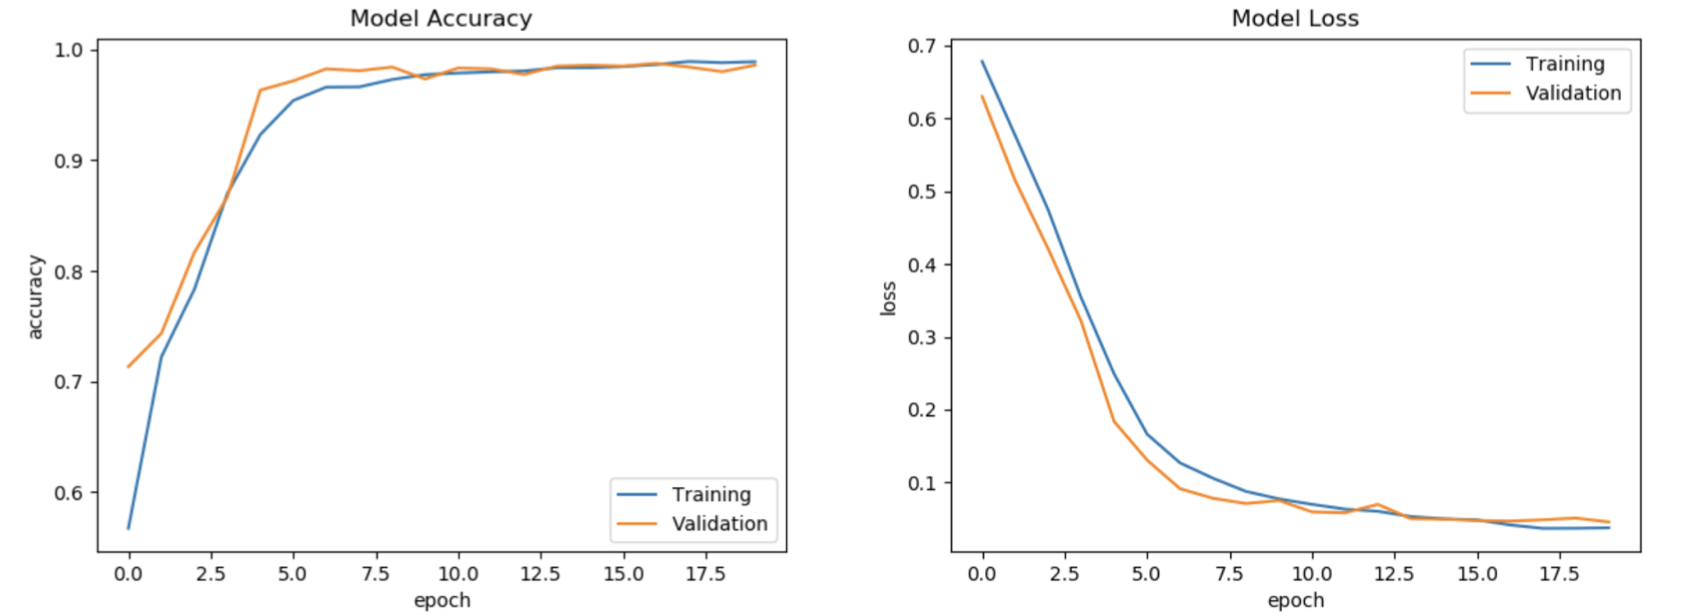 Model Accuracy
1.0
0.9
0.8
0.7
0.6
accuracy
Training
Validation
0.0 2.5 5.0 7.5 10.0 12.5 15.0 17.5
epoch
Model Loss
0.7
0.6
0.5
0.4
0.3
0.2
0.1
loss
Training
Validation
0.0 2.5 5.0 7.5 10.0 12.5 15.0 17.5
epoch